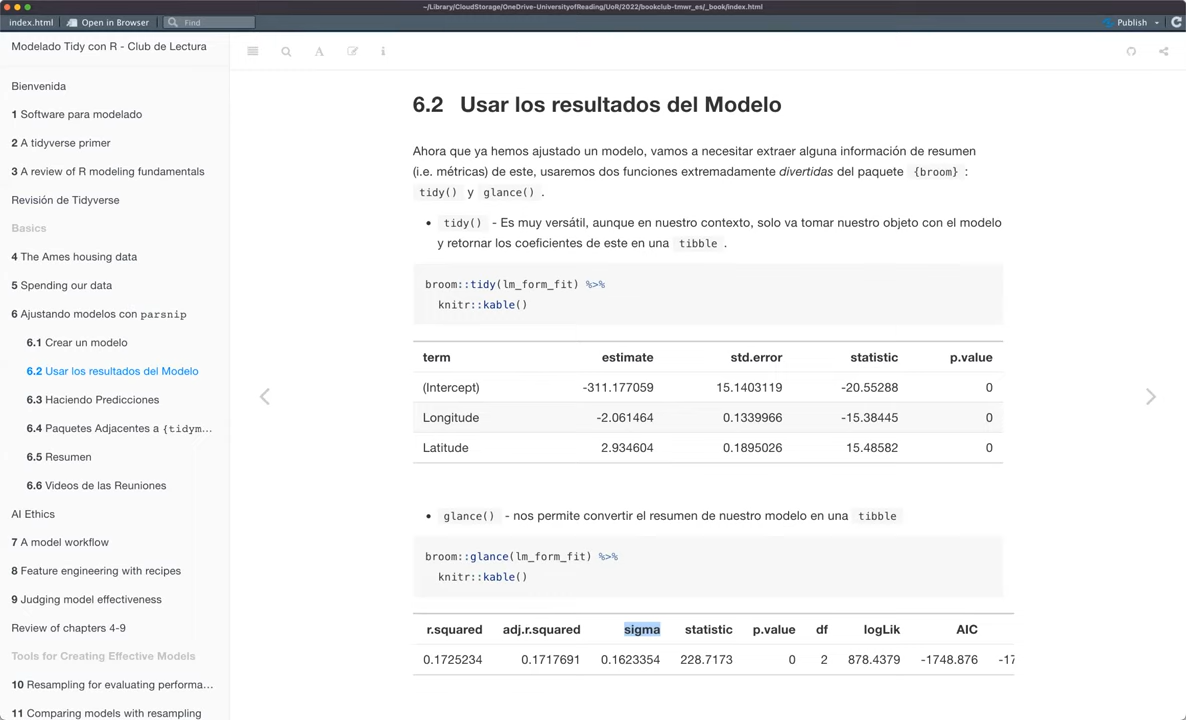 ~/Library/CloudStorage/OneDrive-UniversityofReading/UoR/2022/bookclub-tmwr_es/_book/index.html
index.html Open in Browser Find Publish
Modelado Tidy con R - Club de Lectura
Bienvenida
1 Software para modelado
2 A tidyverse primer
3 A review of R modeling fundamentals
Revisión de Tidyverse
Basics
4 The Ames housing data
5 Spending our data
6 Ajustando modelos con parsnip
6.1 Crear un modelo
6.2 Usar los resultados del Modelo
6.3 Haciendo Predicciones
6.4 Paquetes Adjacentes a {tidym...
6.5 Resumen
6.6 Videos de las Reuniones
AI Ethics
7 A model workflow
8 Feature engineering with recipes
9 Judging model effectiveness
Review of chapters 4-9
Tools for Creating Effective Models
10 Resampling for evaluating performa...
11 Comparing models with resampling
6.2 Usar los resultados del Modelo
Ahora que ya hemos ajustado un modelo, vamos a necesitar extraer alguna información de resumen
(i.e. métricas) de este, usaremos dos funciones extremadamente divertidas del paquete {broom} :
tidy() y glance() .
• tidy() - Es muy versátil, aunque en nuestro contexto, solo va tomar nuestro objeto con el modelo
y retornar los coeficientes de este en una tibble .
broom::tidy(lm_form_fit) %>%
knitr::kable()
term estimate std.error statistic p.value
(Intercept) -311.177059 15.1403119 -20.55288 0
Longitude -2.061464 0.1339966 -15.38445 0
Latitude 2.934604 0.1895026 15.48582 0
• glance() - nos permite convertir el resumen de nuestro modelo en una tibble
broom::glance(lm_form_fit) %>%
knitr::kable()
r.squared adj.r.squared sigma statistic p.value df logLik AIC
0.1725234 0.1717691 0.1623354 228.7173 0 2 878.4379 -1748.876 -17